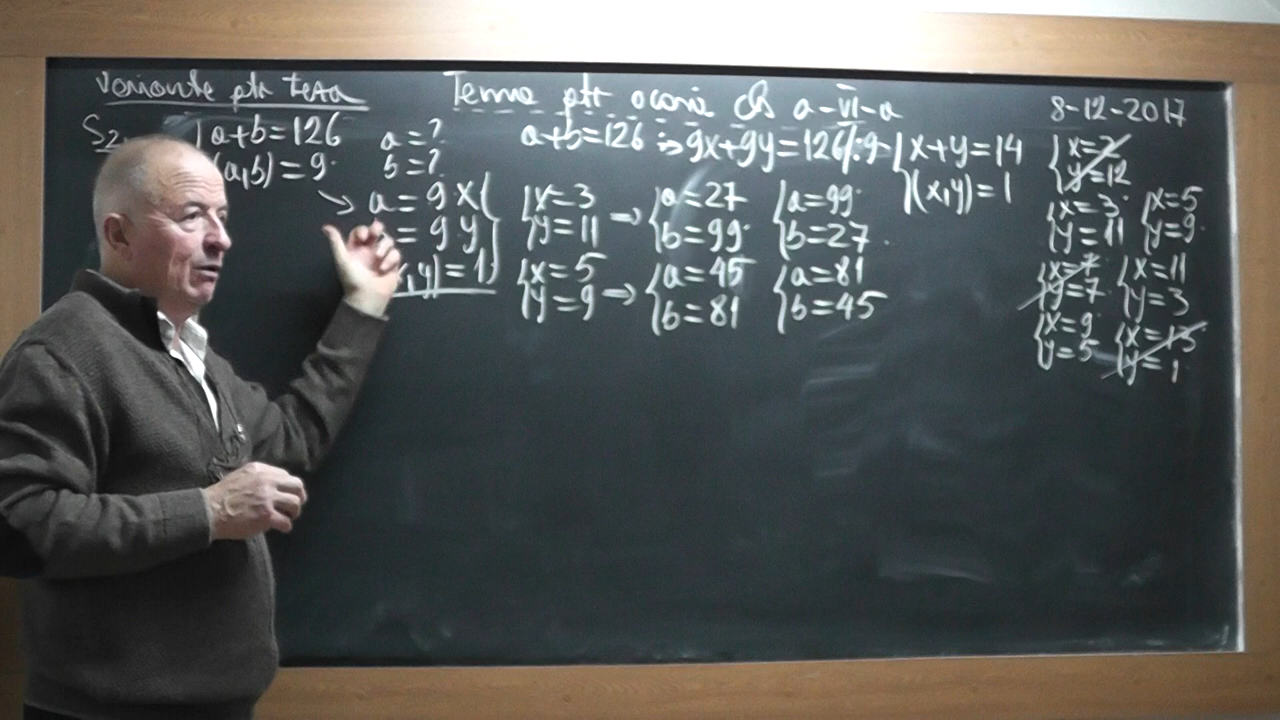 Variante ptr teza
Tema ptr acasă cls a-VI-a
8-12-2017
S2. {a+b=126
(a,b)=9
a=?
b=?
a+b=126 ⇒ 9x+9y=126/:9
{x+y=14
(x,y)=1
→ a=9x
=9y
,y)=1
{x=3
y=11 ⇒ {a=27
b=99
{a=99
b=27
{x=5
y=9 ⇒ {a=45
b=81
{a=81
b=45
{x=2
y=12
{x=3
y=11
{x=5
y=9
{x=7
y=7
{x=11
y=3
{x=9
y=5
{x=13
y=1